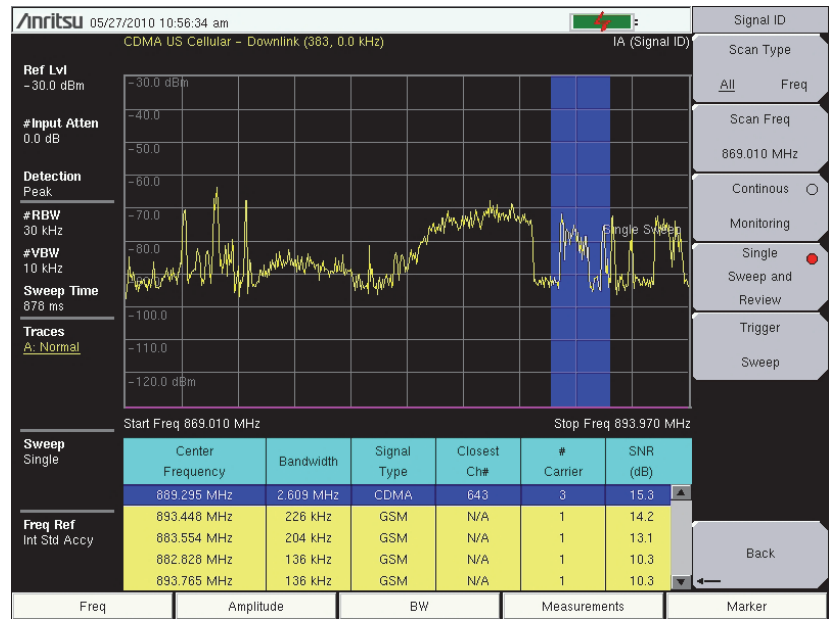 Anritsu 05/27/2010 10:56:34 am
Signal ID
CDMA US Cellular – Downlink (383, 0.0 kHz)
IA (Signal ID)
Ref Lvl
-30.0 dBm
#Input Atten
0.0 dB
Detection
Peak
#RBW
30 kHz
#VBW
10 kHz
Sweep Time
878 ms
Traces
A: Normal
Sweep
Single
Freq Ref
Int Std Accy
-30.0 dBm
-40.0
-50.0
-60.0
-70.0
-80.0
-100.0
-110.0
-120.0 dBm
Single Sweep
Start Freq 869.010 MHz
Stop Freq 893.970 MHz
Center Frequency Bandwidth Signal Type Closest Ch# # Carrier SNR (dB)
889.295 MHz 2.609 MHz CDMA 643 3 15.3
893.448 MHz 226 kHz GSM N/A 1 14.2
883.554 MHz 204 kHz GSM N/A 1 13.1
882.828 MHz 136 kHz GSM N/A 1 10.3
893.765 MHz 136 kHz GSM N/A 1 10.3
Scan Type
All Freq
Scan Freq
869.010 MHz
Continous
Monitoring
Single
Sweep and
Review
Trigger
Sweep
Back
Freq Amplitude BW Measurements Marker